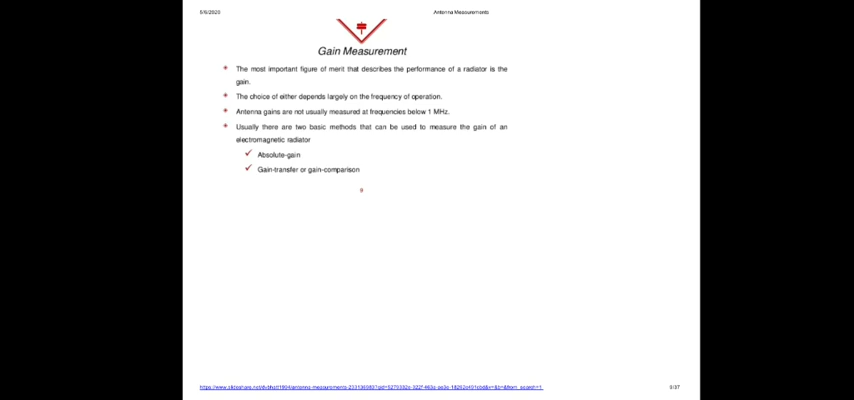 5/6/2020 Antenna Measurements
Gain Measurement
* The most important figure of merit that describes the performance of a radiator is the
gain.
* The choice of either depends largely on the frequency of operation.
* Antenna gains are not usually measured at frequencies below 1 MHz.
* Usually there are two basic methods that can be used to measure the gain of an
electromagnetic radiator
✓ Absolute-gain
✓ Gain-transfer or gain-comparison
9/37